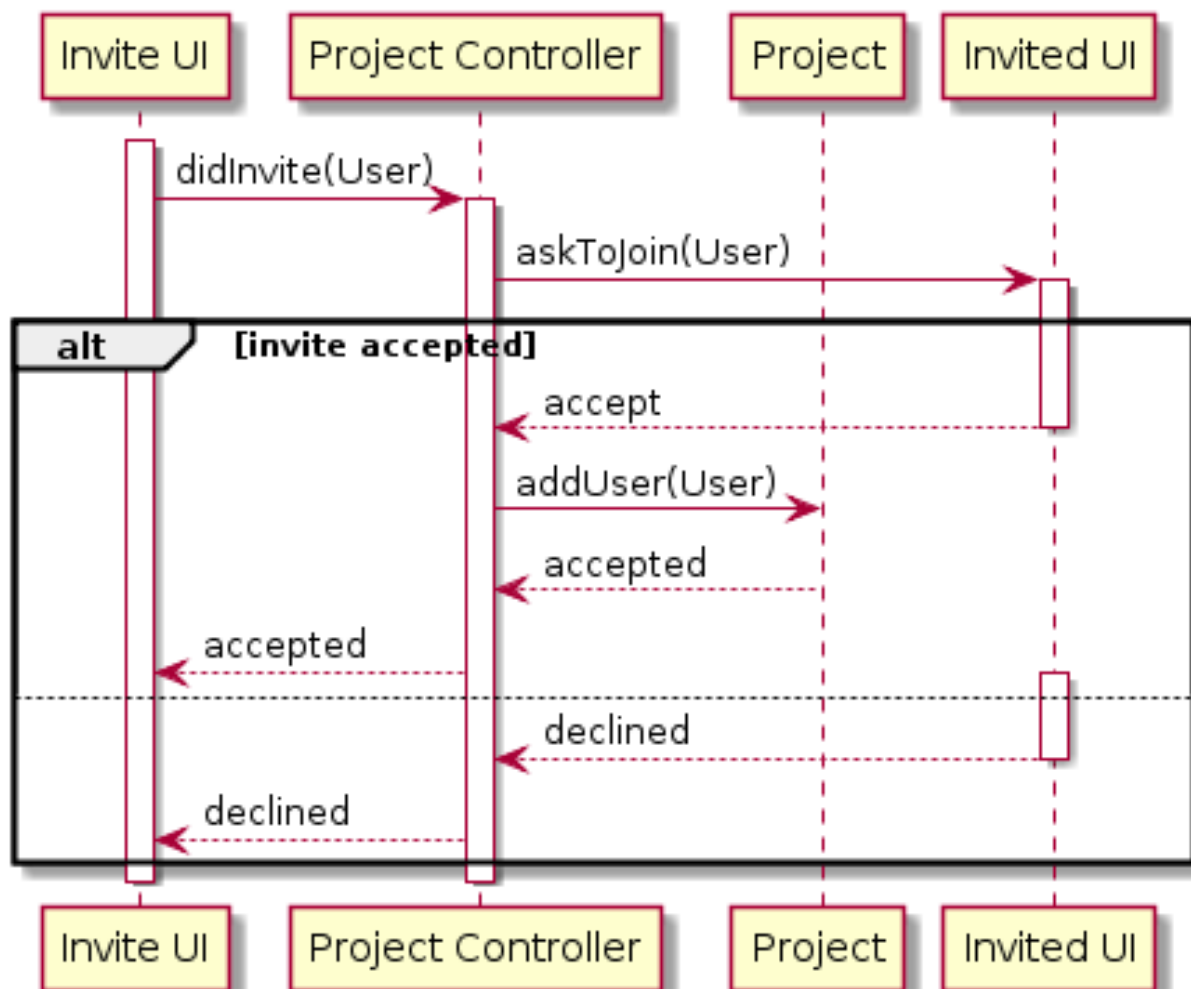 Invite UI
Project Controller
Project
Invited UI
didInvite(User)
askToJoin(User)
alt
[invite accepted]
accept
addUser(User)
accepted
accepted
declined
declined
Invite UI
Project Controller
Project
Invited UI